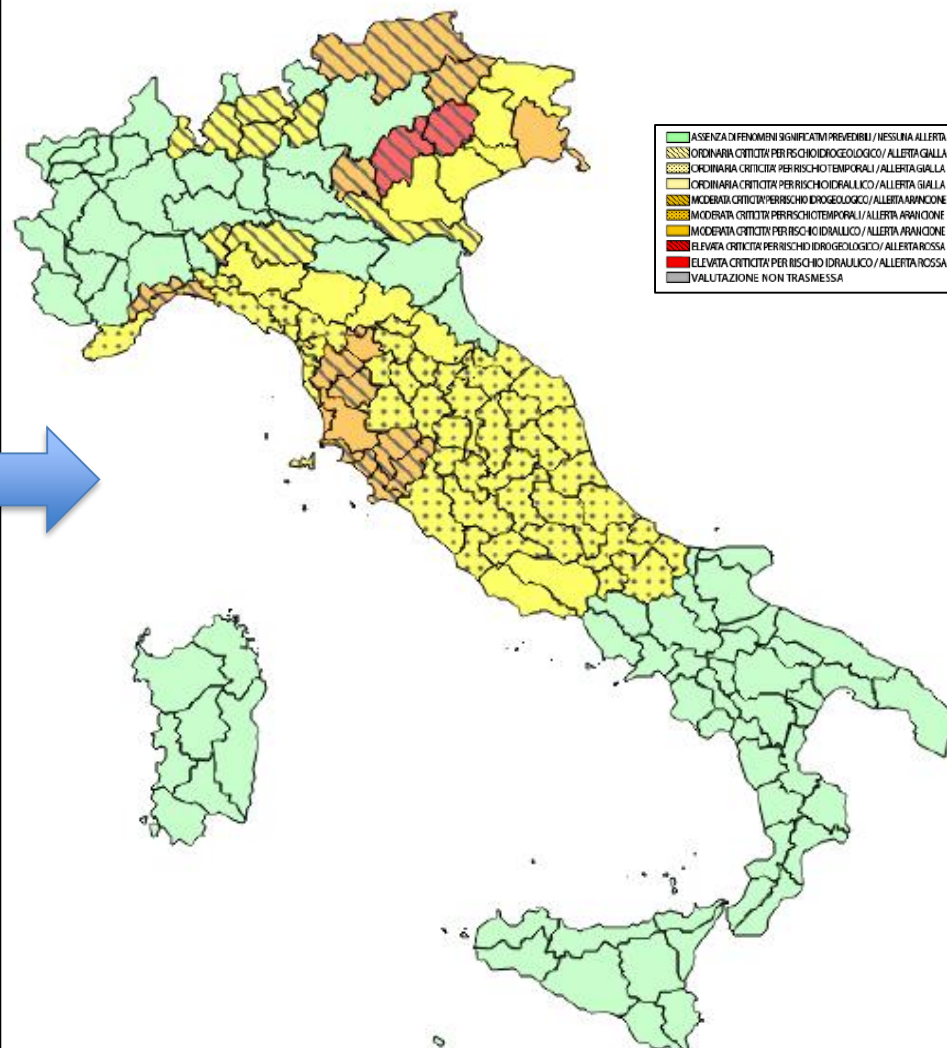 ASSENZA DI FENOMENI SIGNIFICATIVI PREVEDIBILI / NESSUNA ALLERTA
ORDINARIA CRITICITA' PER RISCHIO IDROGEOLOGICO / ALLERTA GIALLA
ORDINARIA CRITICITA' PER RISCHIO TEMPORALI / ALLERTA GIALLA
ORDINARIA CRITICITA' PER RISCHIO IDRAULICO / ALLERTA GIALLA
MODERATA CRITICITA' PER RISCHIO IDROGEOLOGICO / ALLERTA ARANCIONE
MODERATA CRITICITA' PER RISCHIO TEMPORALI / ALLERTA ARANCIONE
MODERATA CRITICITA' PER RISCHIO IDRAULICO / ALLERTA ARANCIONE
ELEVATA CRITICITA' PER RISCHIO IDROGEOLOGICO / ALLERTA ROSSA
ELEVATA CRITICITA' PER RISCHIO IDRAULICO / ALLERTA ROSSA
VALUTAZIONE NON TRASMESSA